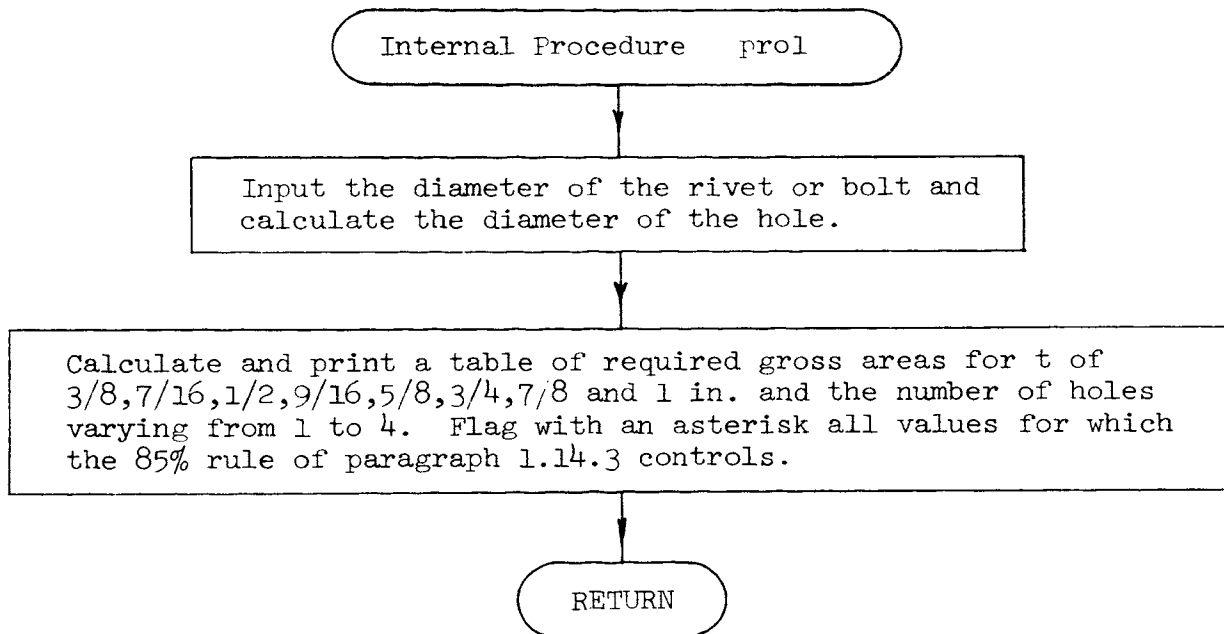 Internal Procedure prol
Input the diameter of the rivet or bolt and
calculate the diameter of the hole.
Calculate and print a table of required gross areas for t of
3/8,7/16,1/2,9/16,5/8,3/4,7/8 and 1 in. and the number of holes
varying from 1 to 4. Flag with an asterisk all values for which
the 85% rule of paragraph 1.14.3 controls.
RETURN